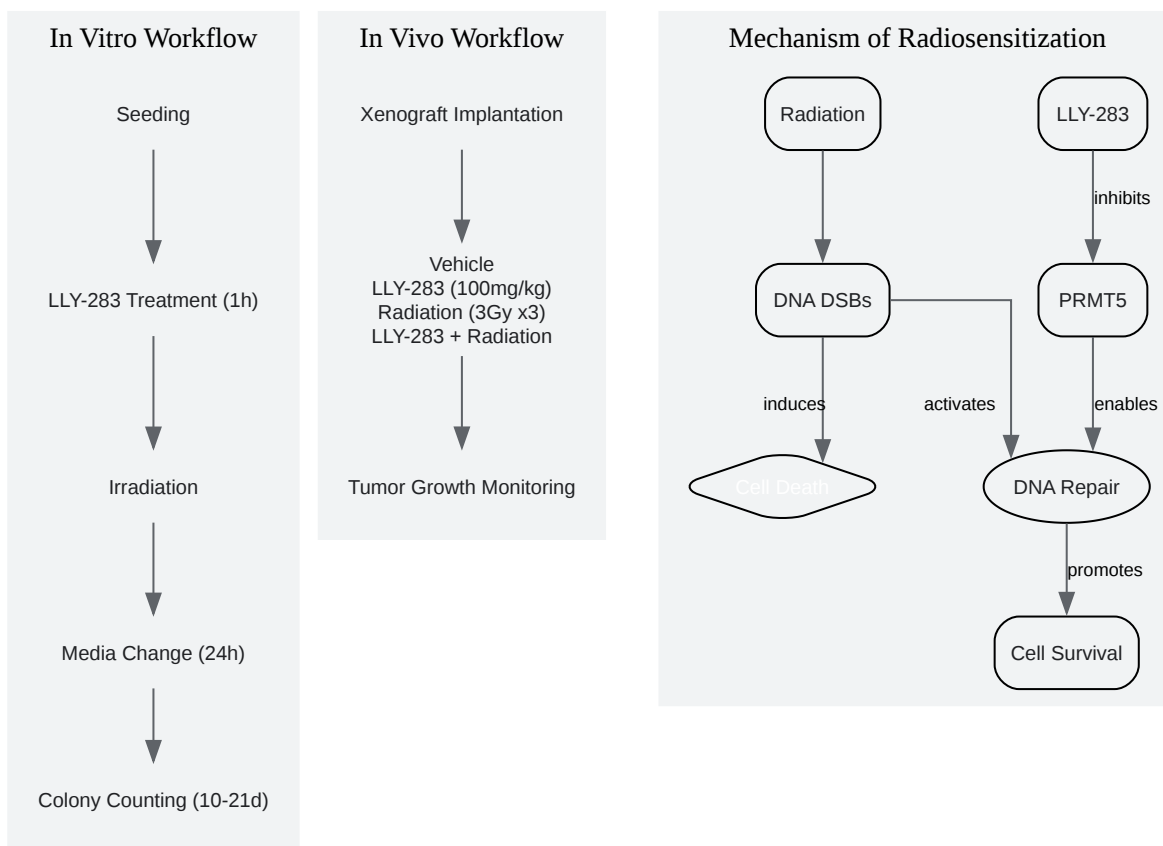 In Vitro Workflow
Seeding
LLY-283 Treatment (1h)
Irradiation
Media Change (24h)
Colony Counting (10-21d)
In Vivo Workflow
Xenograft Implantation
Vehicle
LLY-283 (100mg/kg)
Radiation (3Gy x3)
LLY-283 + Radiation
Tumor Growth Monitoring
Mechanism of Radiosensitization
Radiation
LLY-283
inhibits
DNA DSBs
PRMT5
induces
activates
enables
Cell Death
DNA Repair
promotes
Cell Survival